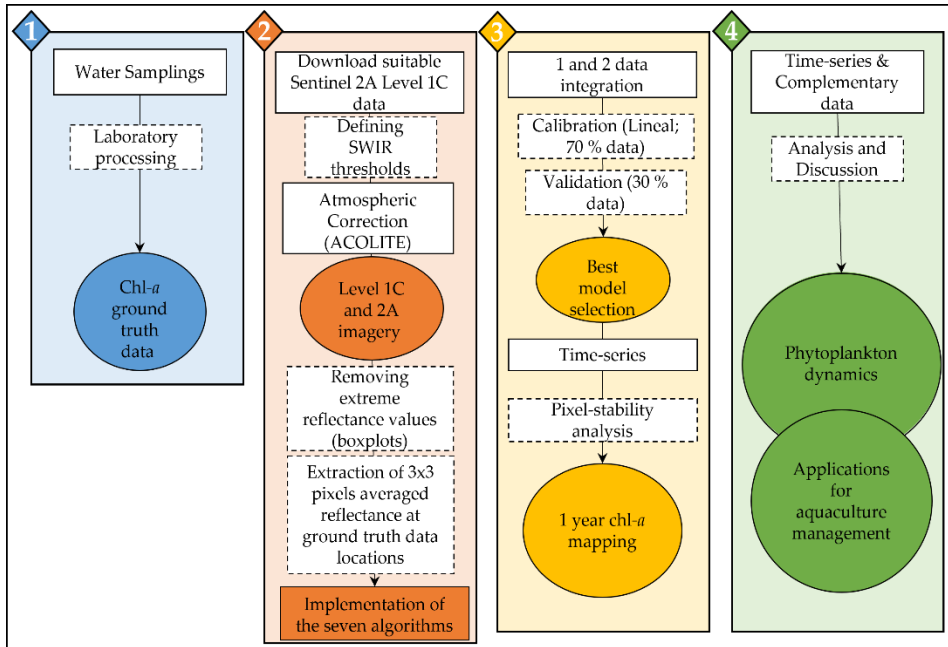 1
Water Samplings
Laboratory
processing
Chl-a
ground
truth
data
2
Download suitable
Sentinel 2A Level 1C
data
Defining
SWIR
thresholds
Atmospheric
Correction
(ACOLITE)
Level 1C
and 2A
imagery
Removing
extreme
reflectance values
(boxplots)
Extraction of 3x3
pixels averaged
reflectance at
ground truth data
locations
Implementation of
the seven algorithms
3
1 and 2 data
integration
Calibration (Lineal;
70 % data)
Validation (30 %
data)
Best
model
selection
Time-series
Pixel-stability
analysis
1 year chl-a
mapping
4
Time-series &
Complementary
data
Analysis and
Discussion
Phytoplankton
dynamics
Applications
for
aquaculture
management